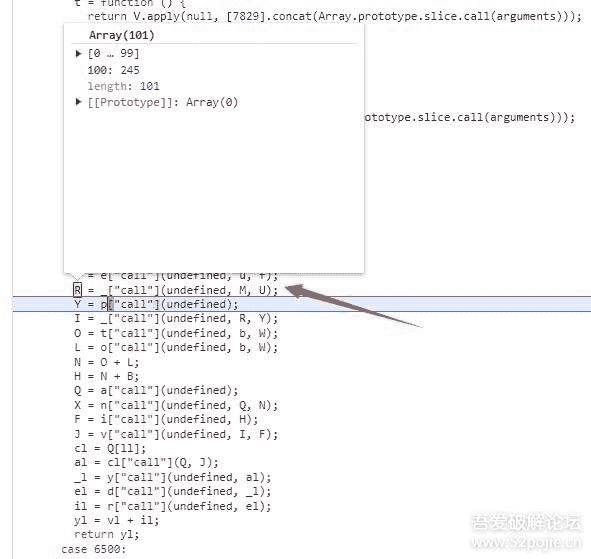 t = function () {
return V.apply(null, [7829].concat(Array.prototype.slice.call(arguments)));
Array(101)
▶ [0 … 99]
100: 245
length: 101
▶ [[Prototype]]: Array(0)
ototype.slice.call(arguments)));
= e["call"](undefined, u, f);
R = _["call"](undefined, M, U);
Y = p["call"](undefined);
I = _["call"](undefined, R, Y);
O = t["call"](undefined, b, W);
L = o["call"](undefined, b, W);
N = O + L;
H = N + B;
Q = a["call"](undefined);
X = n["call"](undefined, Q, N);
F = i["call"](undefined, H);
J = v["call"](undefined, I, F);
cl = Q[ll];
al = cl["call"](Q, J);
_l = y["call"](undefined, al);
el = d["call"](undefined, _l);
il = r["call"](undefined, el);
yl = vl + il;
return yl;
case 6500:
吾爱破解论坛
www.52pojie.cn